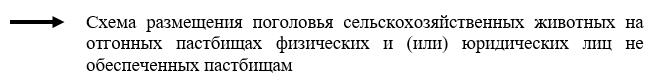 Схема размещения поголовья сельскохозяйственных животных на
отгонных пастбищах физических и (или) юридических лиц не
обеспеченных пастбищам